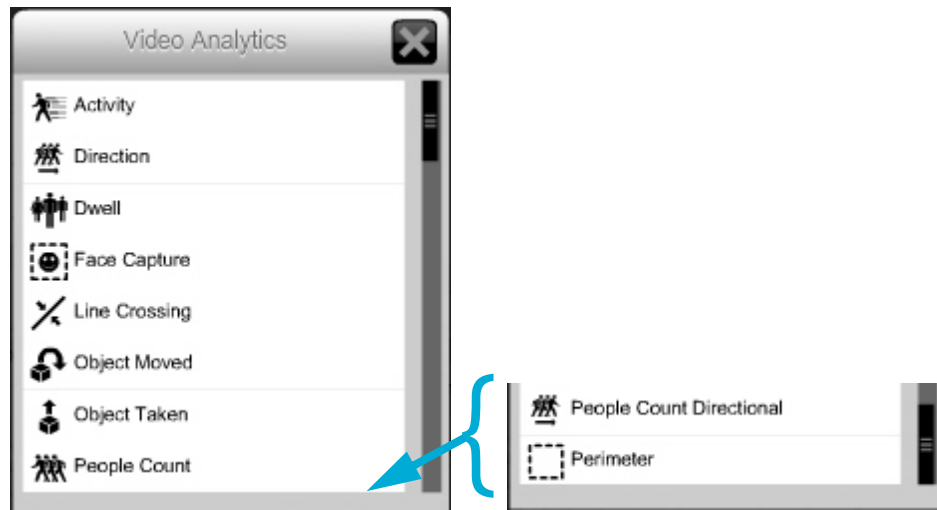 Video Analytics
Activity
Direction
Dwell
Face Capture
Line Crossing
Object Moved
Object Taken
People Count
People Count Directional
Perimeter